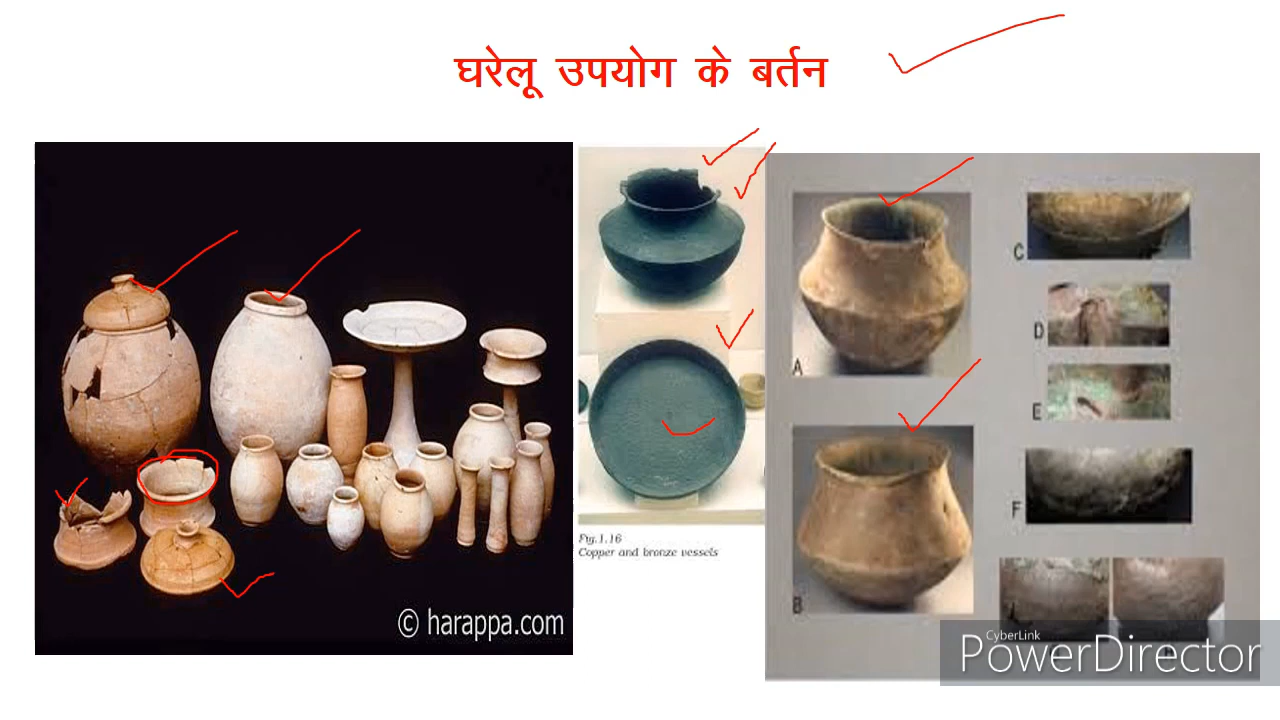 घरेलू उपयोग के बर्तन
© harappa.com
Fig.1.16
Copper and bronze vessels
A
B
C
D
E
F
CyberLink
PowerDirector